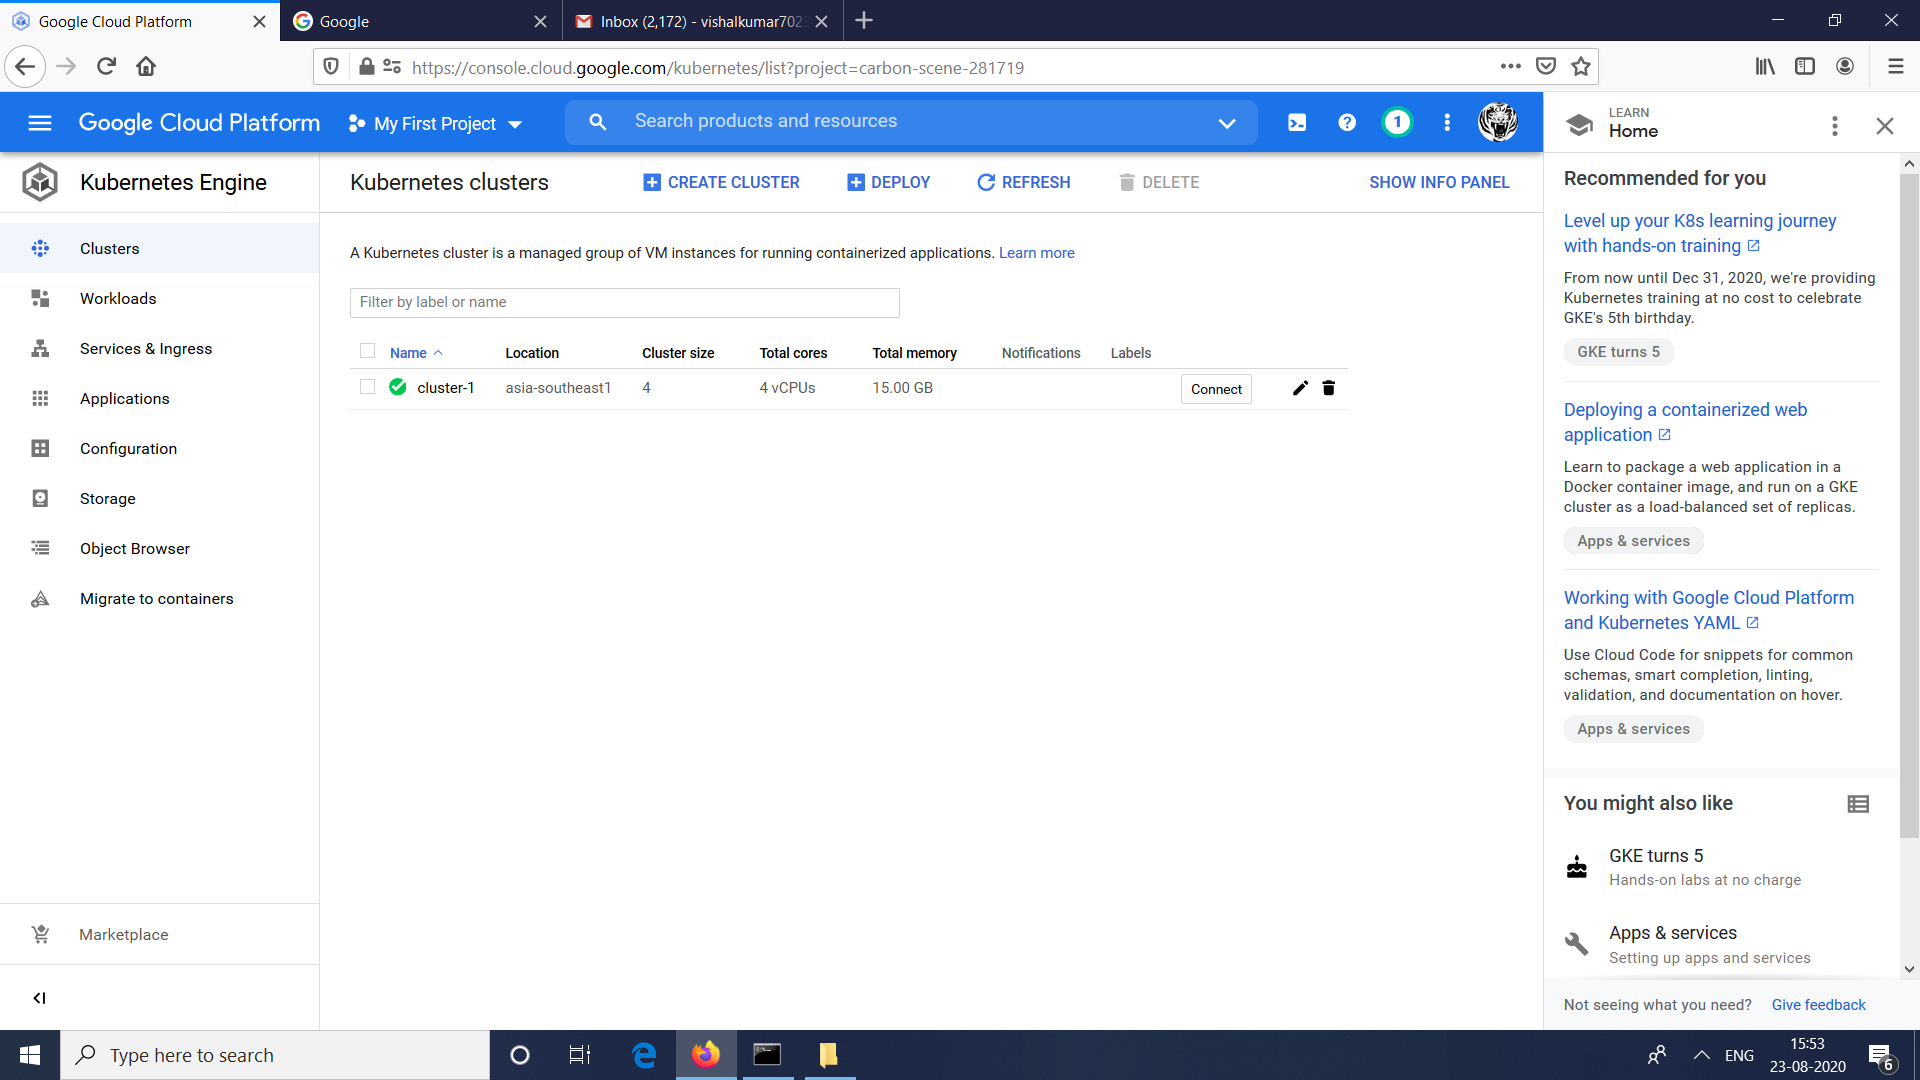 Google Cloud Platform
Google
Inbox (2,172) - vishalkumar702
https://console.cloud.google.com/kubernetes/list?project=carbon-scene-281719
Google Cloud Platform
My First Project
Search products and resources
1
LEARN
Home
Kubernetes Engine
Clusters
Workloads
Services & Ingress
Applications
Configuration
Storage
Object Browser
Migrate to containers
Marketplace
Kubernetes clusters
CREATE CLUSTER
DEPLOY
REFRESH
DELETE
SHOW INFO PANEL
A Kubernetes cluster is a managed group of VM instances for running containerized applications. Learn more
Filter by label or name
Name Location Cluster size Total cores Total memory Notifications Labels
cluster-1 asia-southeast1 4 4 vCPUs 15.00 GB Connect
Recommended for you
Level up your K8s learning journey
with hands-on training
From now until Dec 31, 2020, we're providing
Kubernetes training at no cost to celebrate
GKE's 5th birthday.
GKE turns 5
Deploying a containerized web
application
Learn to package a web application in a
Docker container image, and run on a GKE
cluster as a load-balanced set of replicas.
Apps & services
Working with Google Cloud Platform
and Kubernetes YAML
Use Cloud Code for snippets for common
schemas, smart completion, linting,
validation, and documentation on hover.
Apps & services
You might also like
GKE turns 5
Hands-on labs at no charge
Apps & services
Setting up apps and services
Not seeing what you need? Give feedback
Type here to search
ENG
15:53
23-08-2020
6